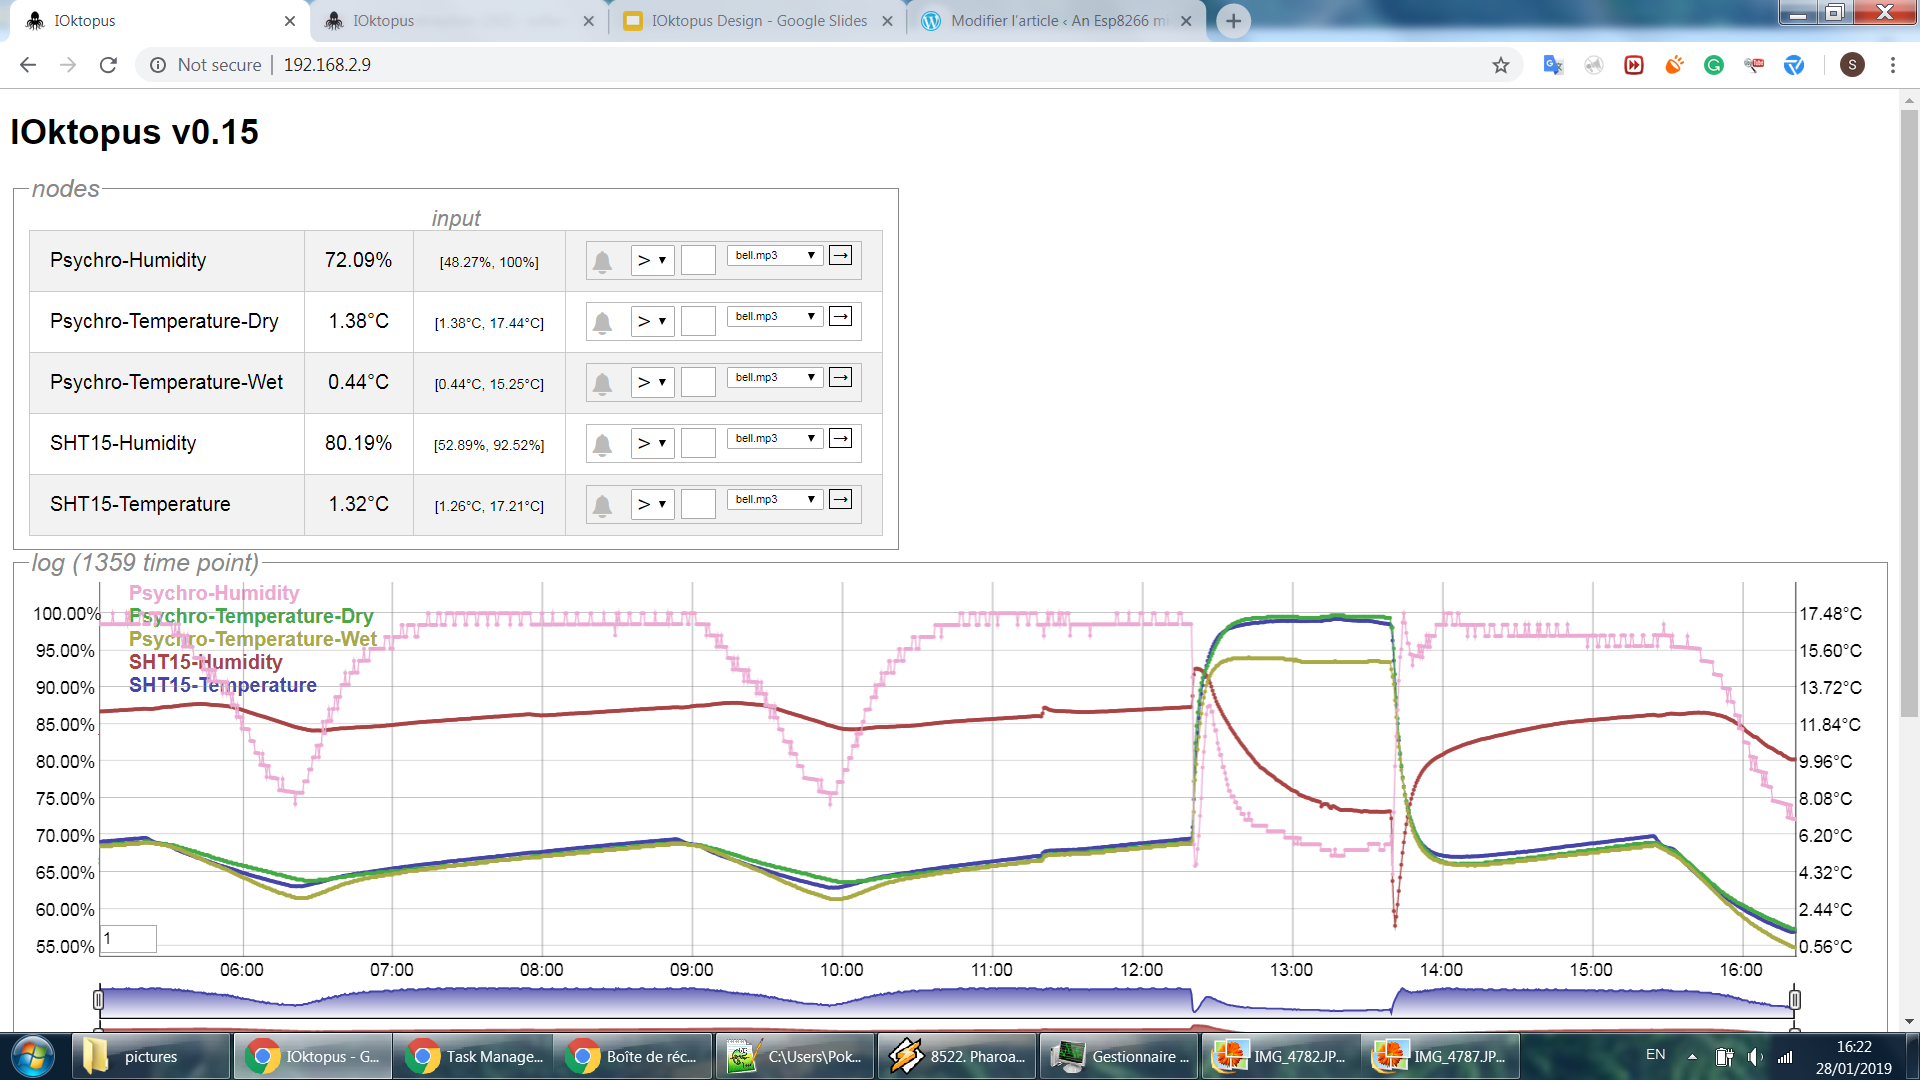 IOktopus
IOktopus
IOktopus Design - Google Slides
Modifier l'article ‹ An Esp8266 mi
Not secure | 192.168.2.9
S
IOktopus v0.15
nodes
input
Psychro-Humidity 72.09% [48.27%, 100%] > bell.mp3 →
Psychro-Temperature-Dry 1.38°C [1.38°C, 17.44°C] > bell.mp3 →
Psychro-Temperature-Wet 0.44°C [0.44°C, 15.25°C] > bell.mp3 →
SHT15-Humidity 80.19% [52.89%, 92.52%] > bell.mp3 →
SHT15-Temperature 1.32°C [1.26°C, 17.21°C] > bell.mp3 →
log (1359 time point)
Psychro-Humidity
Psychro-Temperature-Dry
Psychro-Temperature-Wet
SHT15-Humidity
SHT15-Temperature
100.00% 17.48°C
95.00% 15.60°C
90.00% 13.72°C
85.00% 11.84°C
80.00% 9.96°C
75.00% 8.08°C
70.00% 6.20°C
65.00% 4.32°C
60.00% 2.44°C
1
55.00% 0.56°C
06:00 07:00 08:00 09:00 10:00 11:00 12:00 13:00 14:00 15:00 16:00
pictures
IOktopus - G...
Task Manage...
Boîte de réc...
C:\Users\Pok...
8522. Pharoa...
Gestionnaire ...
IMG_4782.JP...
IMG_4787.JP...
EN
16:22
28/01/2019